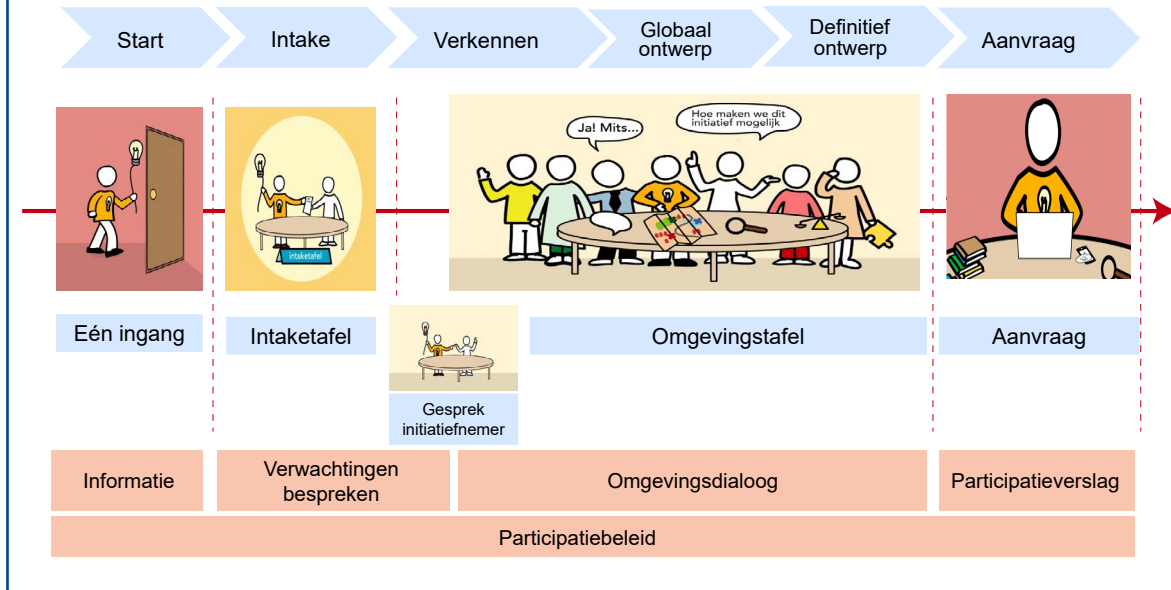 Start
Intake
Verkennen
Globaal
ontwerp
Definitief
ontwerp
Aanvraag
Ja! Mits...
Hoe maken we dit
initiatief mogelijk
intaketafel
Eén ingang
Intaketafel
Omgevingstafel
Aanvraag
Gesprek
initiatiefnemer
Informatie
Verwachtingen
bespreken
Omgevingsdialoog
Participatieverslag
Participatiebeleid